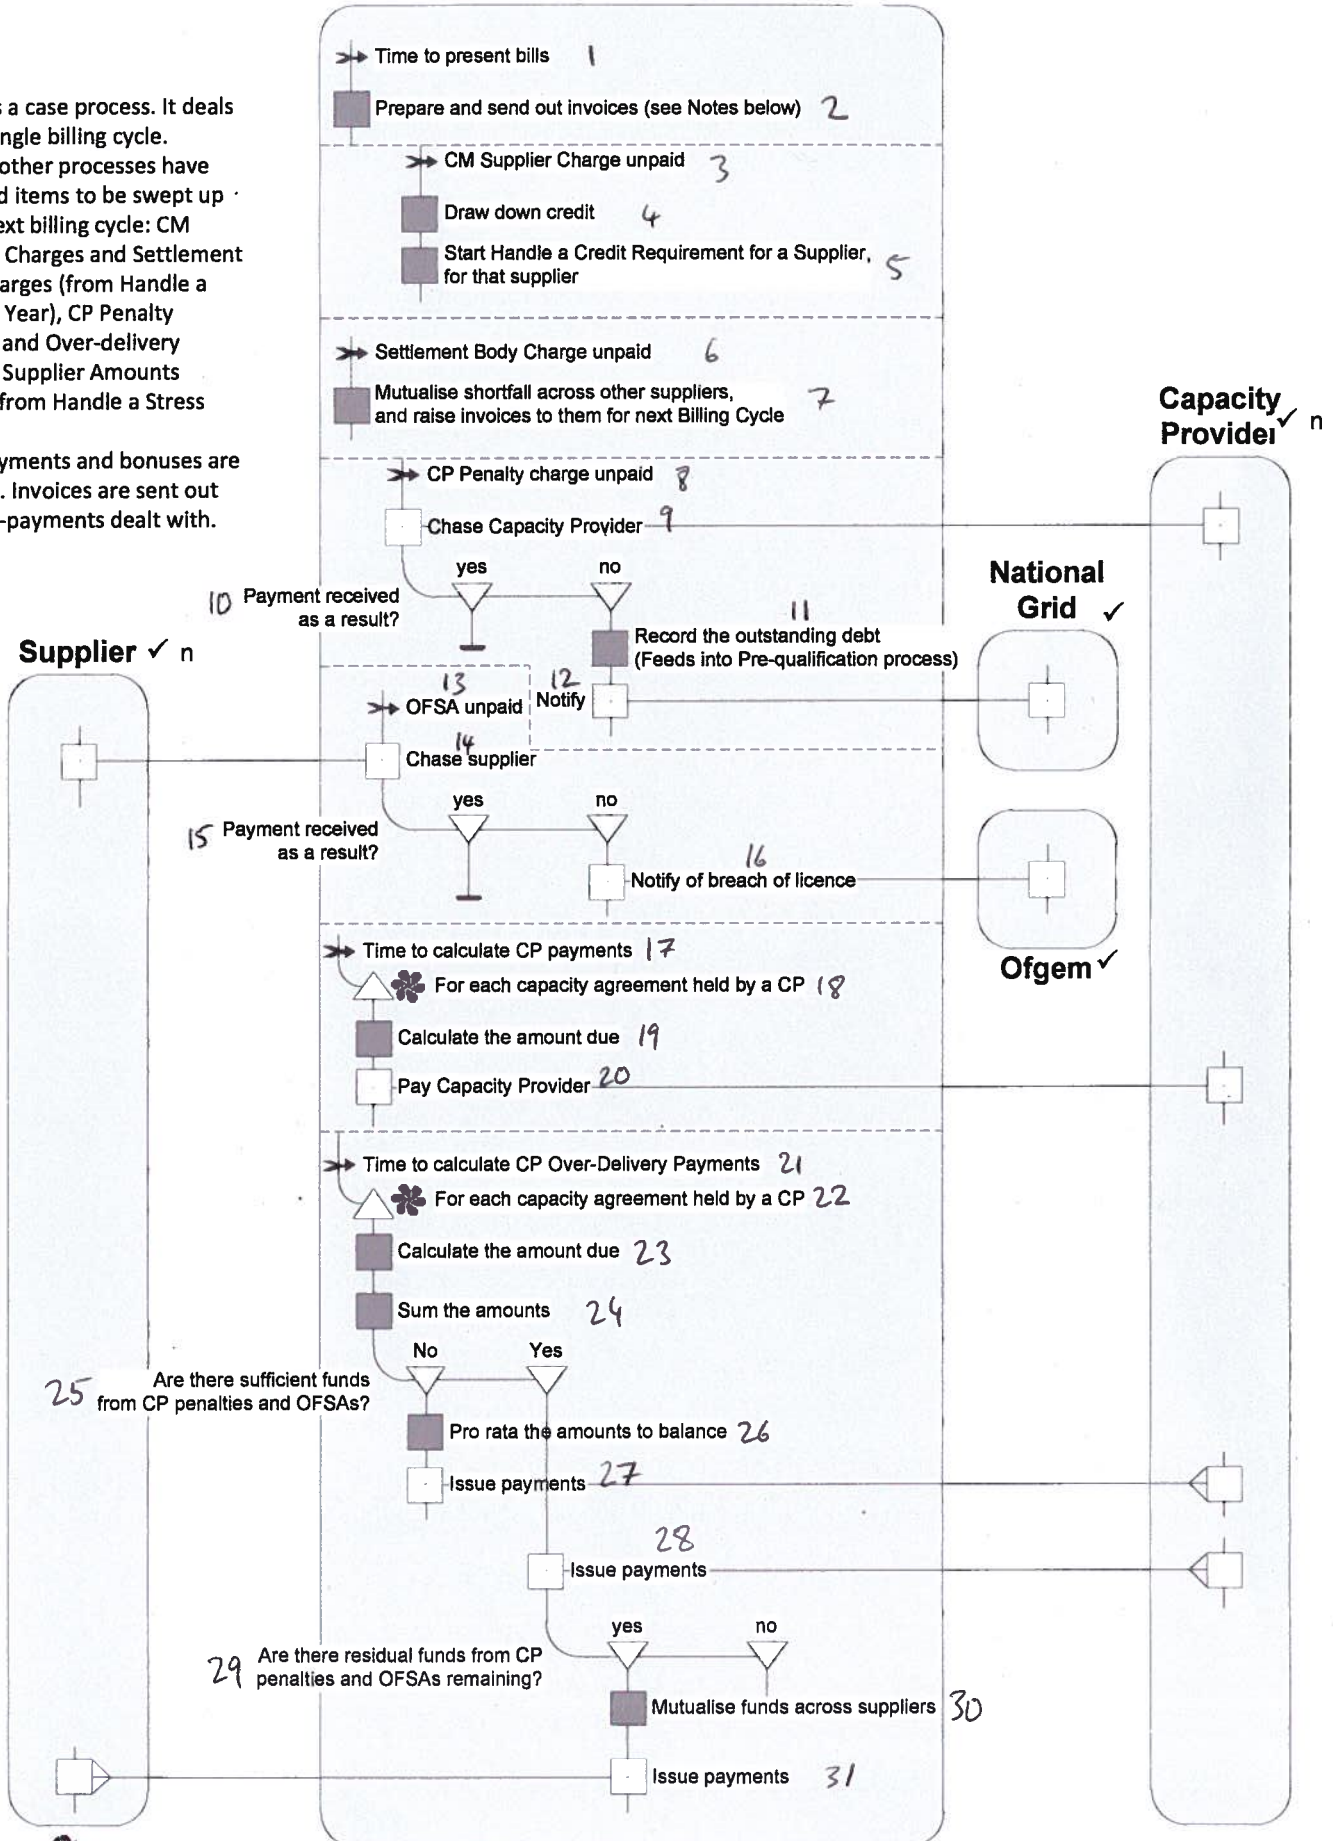 Time to present bills 1
Prepare and send out invoices (see Notes below) 2
s a case process. It deals
ngle billing cycle.
other processes have
d items to be swept up
ext billing cycle: CM
Charges and Settlement
arges (from Handle a
Year), CP Penalty
and Over-delivery
Supplier Amounts
from Handle a Stress
yments and bonuses are
. Invoices are sent out
-payments dealt with.
CM Supplier Charge unpaid 3
Draw down credit 4
Start Handle a Credit Requirement for a Supplier,
for that supplier 5
Settlement Body Charge unpaid 6
Mutualise shortfall across other suppliers,
and raise invoices to them for next Billing Cycle 7
Capacity
Provider ✓ n
CP Penalty charge unpaid 8
Chase Capacity Provider 9
yes no
10 Payment received
as a result?
11
Record the outstanding debt
(Feeds into Pre-qualification process)
National
Grid ✓
Supplier ✓ n
12
Notify
13
OFSA unpaid
14
Chase supplier
yes no
15 Payment received
as a result?
16
Notify of breach of licence
Ofgem ✓
Time to calculate CP payments 17
For each capacity agreement held by a CP 18
Calculate the amount due 19
Pay Capacity Provider 20
Time to calculate CP Over-Delivery Payments 21
For each capacity agreement held by a CP 22
Calculate the amount due 23
Sum the amounts 24
No Yes
25 Are there sufficient funds
from CP penalties and OFSAs?
Pro rata the amounts to balance 26
Issue payments 27
28
Issue payments
yes no
29 Are there residual funds from CP
penalties and OFSAs remaining?
Mutualise funds across suppliers 30
Issue payments 31